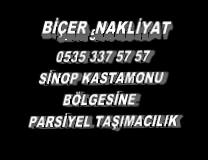 BİÇER NAKLİYAT
0535 337 57 57
SİNOP KASTAMONU
BÖLGESİNE
PARSİYEL TAŞIMACILIK